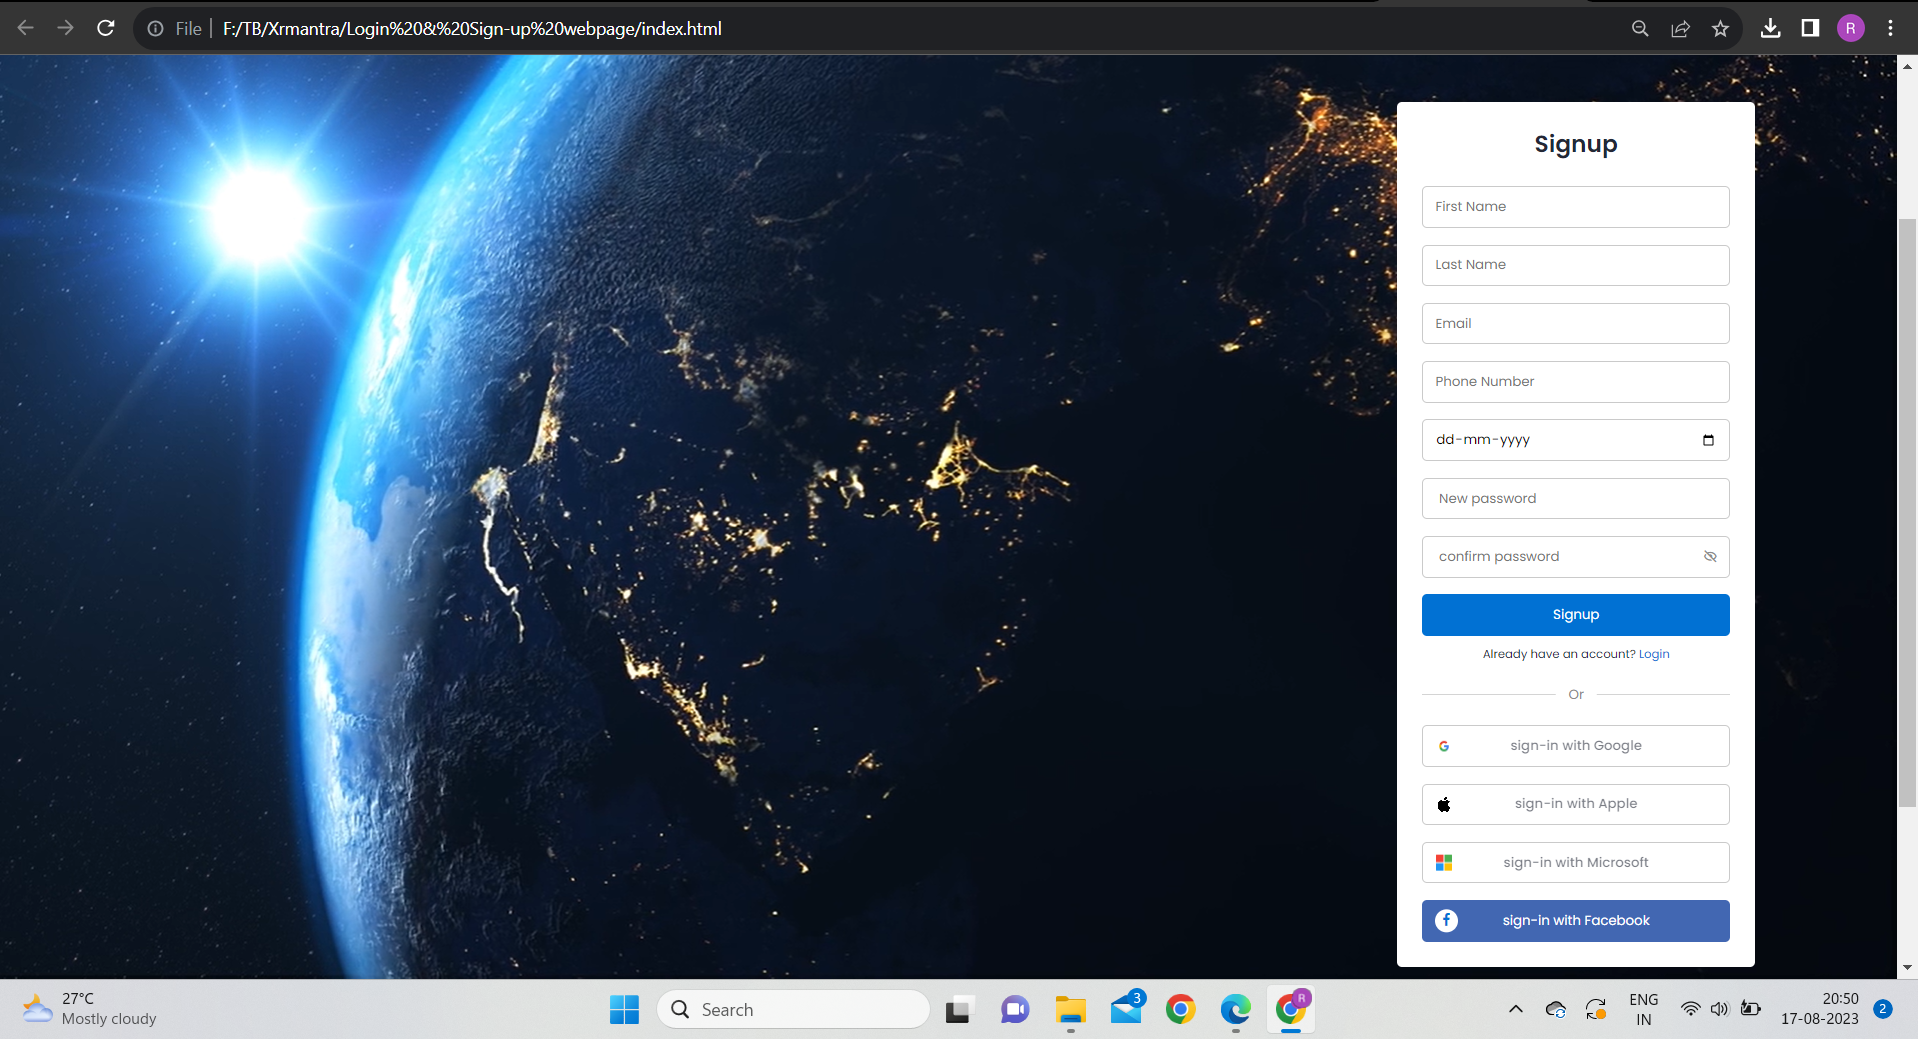 File
F:/TB/Xrmantra/Login%20&%20Sign-up%20webpage/index.html
R
Signup
First Name
Last Name
Email
Phone Number
dd-mm-yyyy
New password
confirm password
Signup
Already have an account? Login
Or
sign-in with Google
sign-in with Apple
sign-in with Microsoft
sign-in with Facebook
27°C
Mostly cloudy
Search
3
R
ENG
IN
20:50
17-08-2023
2